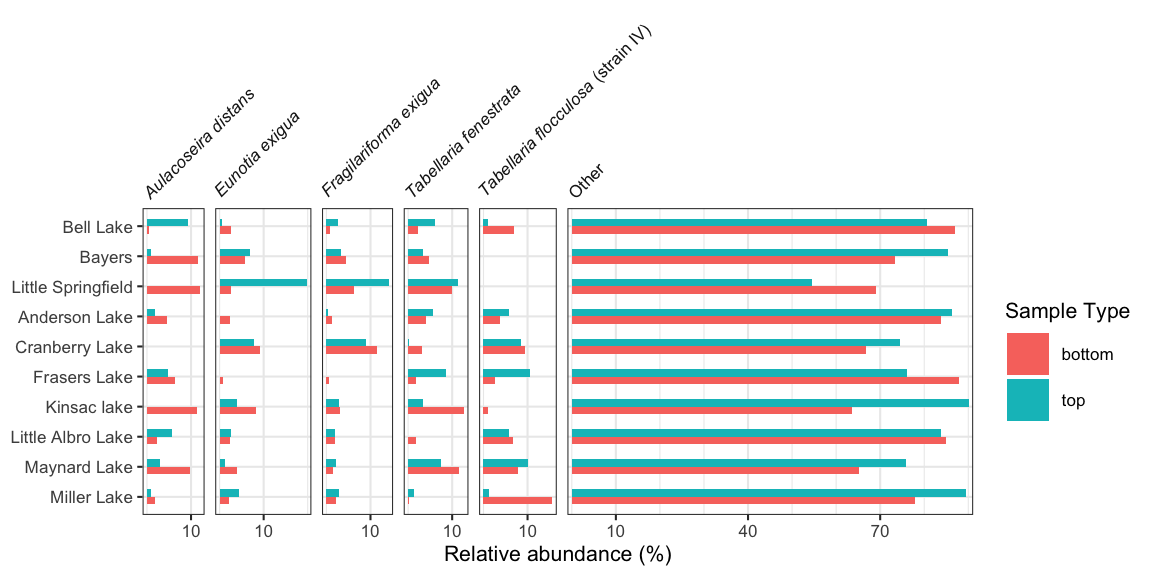 Aulacoseira distans
Eunotia exigua
Fragilariforma exigua
Tabellaria fenestrata
Tabellaria flocculosa (strain IV)
Other
Bell Lake
Bayers
Little Springfield
Anderson Lake
Cranberry Lake
Frasers Lake
Kinsac lake
Little Albro Lake
Maynard Lake
Miller Lake
10 10 10 10 10 10 40 70
Relative abundance (%)
Sample Type
bottom
top